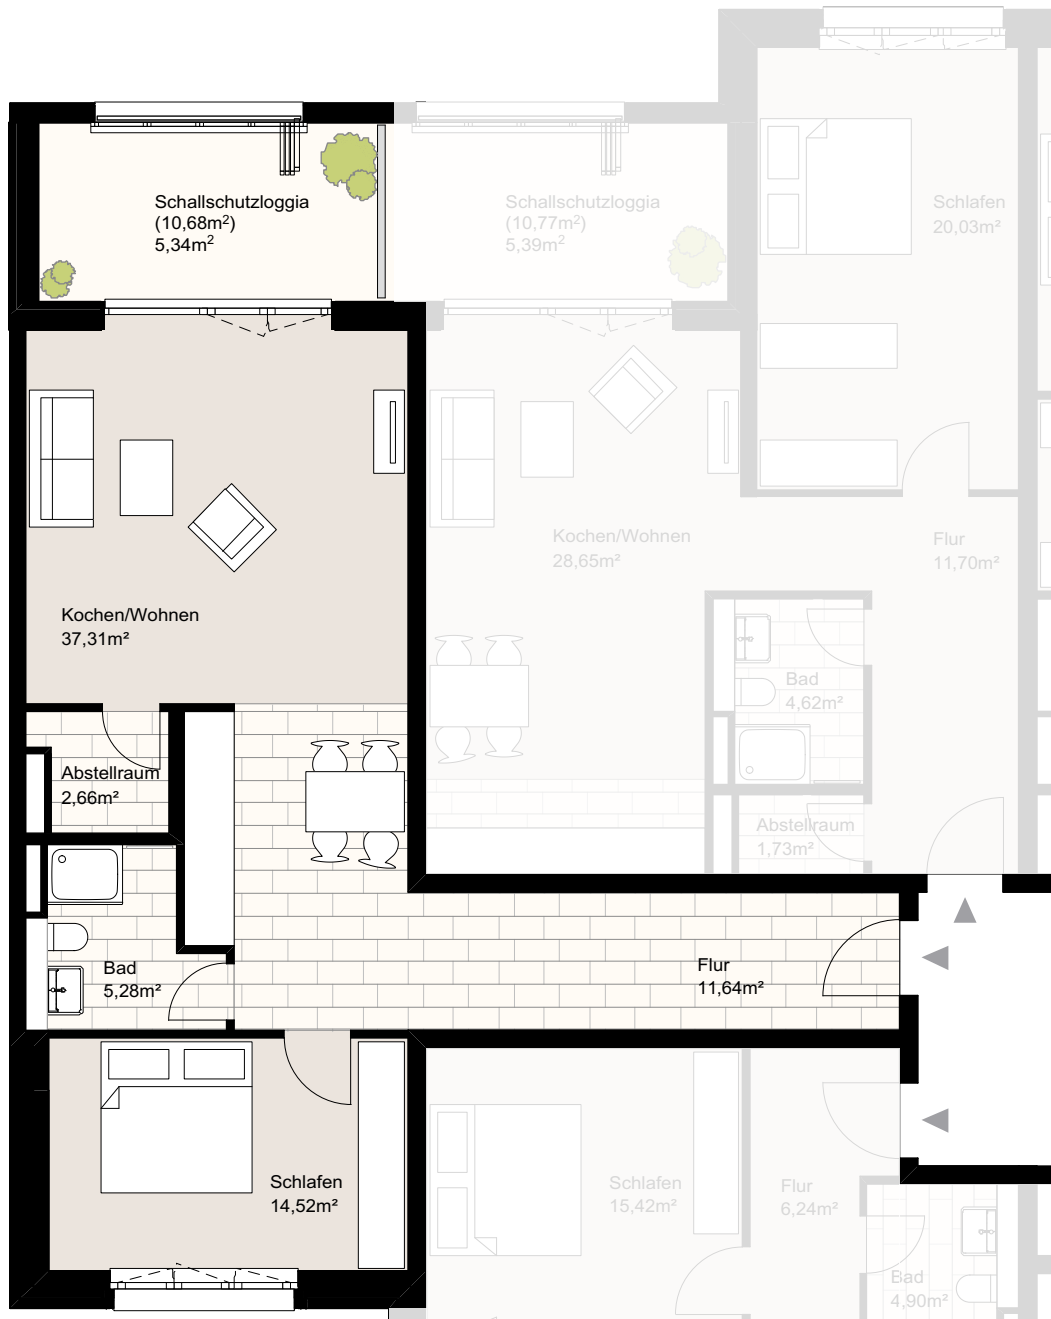 Schallschutzloggia
(10,68m²)
5,34m²
Schallschutzloggia
(10,77m²)
5,39m²
Schlafen
20,03m²
Kochen/Wohnen
28,65m²
Flur
11,70m²
Kochen/Wohnen
37,31m²
Bad
4,62m²
Abstellraum
2,66m²
Abstellraum
1,73m²
Bad
5,28m²
Flur
11,64m²
Schlafen
14,52m²
Schlafen
15,42m²
Flur
6,24m²
Bad
4,90m²